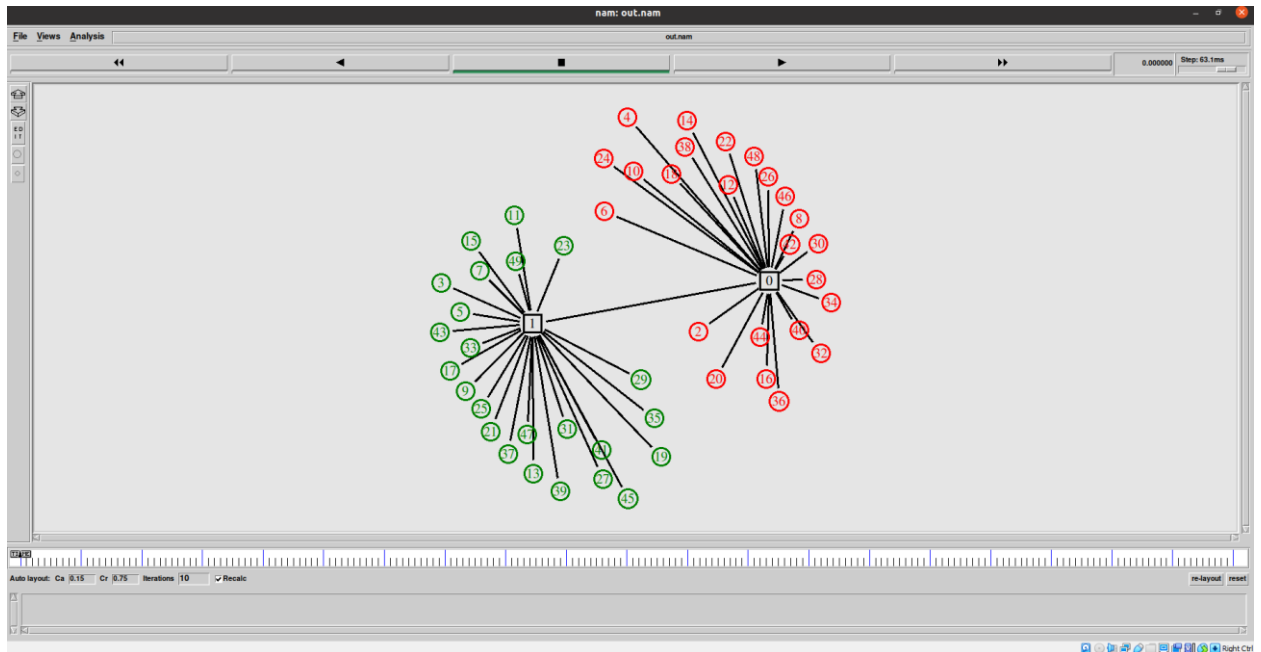 nam: out.nam
File Views Analysis out.nam
0.000000 Step: 63.1ms
E D
I T
4 14
38 22
24 10 18 48
12 26
46
6 8
11
15 23 42 30
49
7
3 0 28
34
5 1
43 2 44 40
33 32
17 29 20 16
9
25 36
35
21 47 31
37 41 19
13 27
39 45
TIME
Auto layout: Ca 0.15 Cr 0.75 Iterations 10 Recalc re-layout reset
Right Ctrl